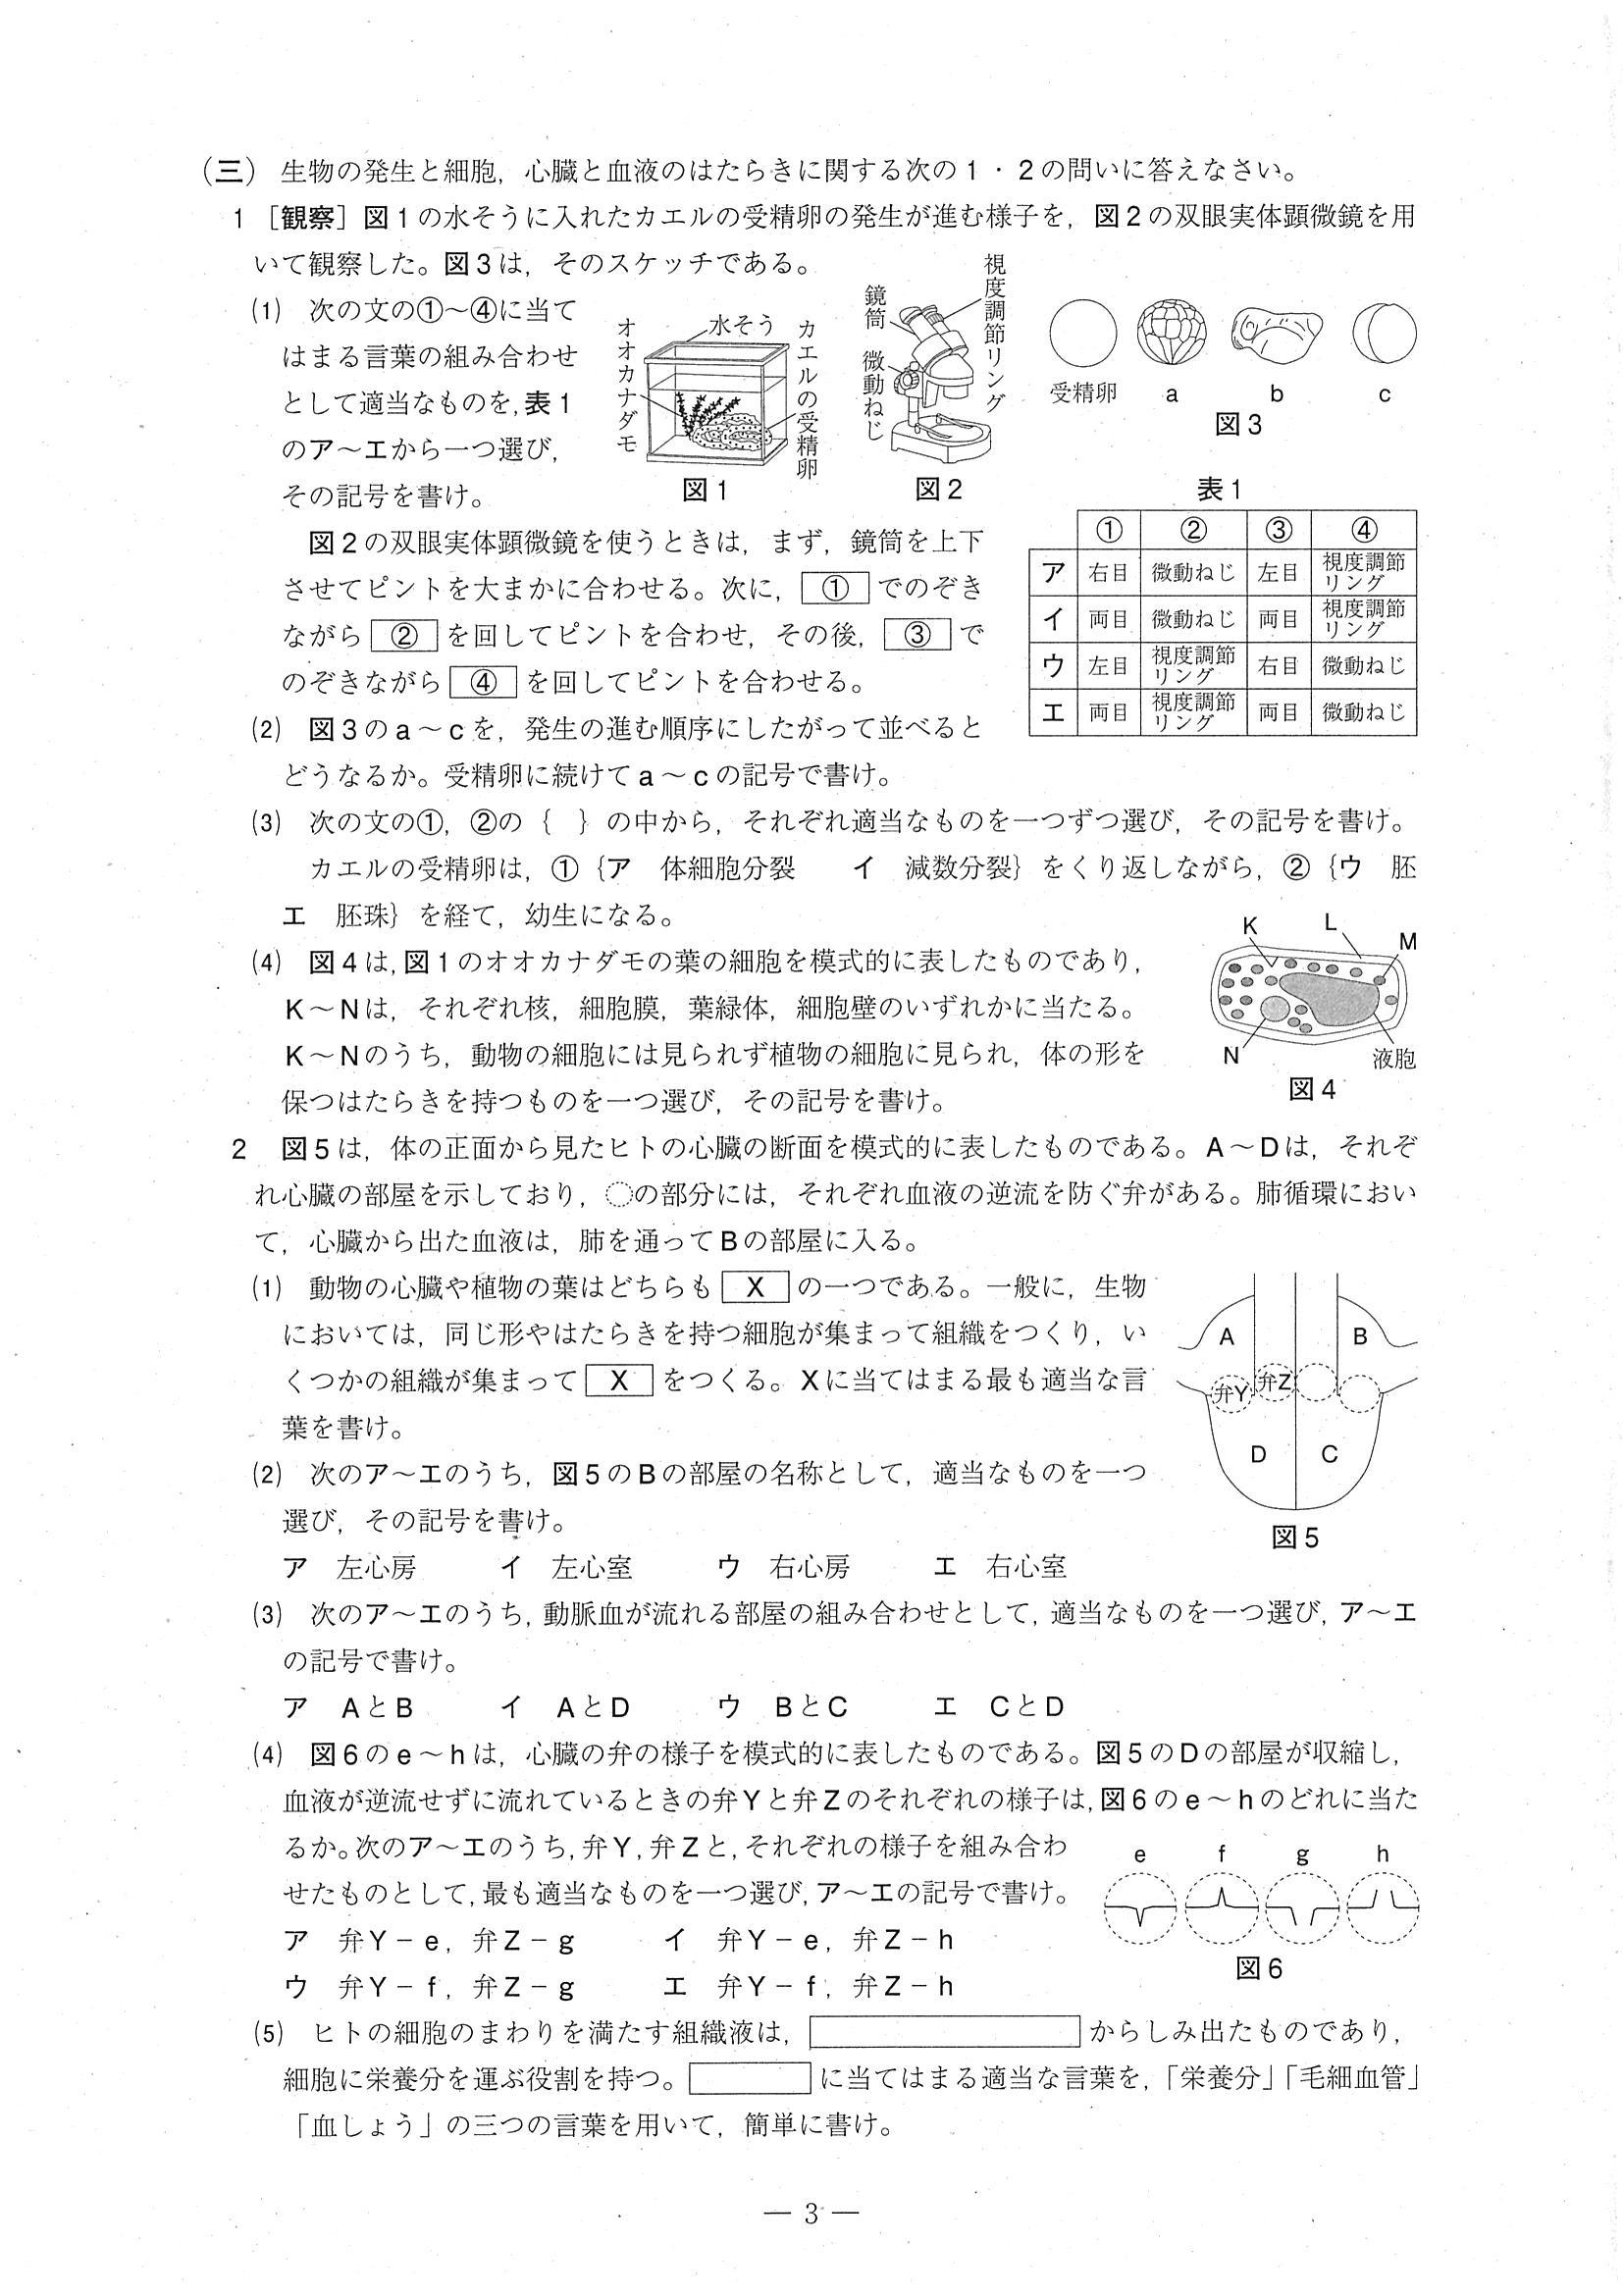 (三) 生物の発生と細胞，心臓と血液のはたらきに関する次の1・2の問いに答えなさい。
1 ［観察］図1の水そうに入れたカエルの受精卵の発生が進む様子を，図2の双眼実体顕微鏡を用
いて観察した。図3は，そのスケッチである。
(1) 次の文の①～④に当て
はまる言葉の組み合わせ
として適当なものを，表1
のア～エから一つ選び，
その記号を書け。
オオカナダモ
水そう
カエルの受精卵
図1
鏡筒
微動ねじ
視度調節リング
図2
受精卵 a b c
図3
図2の双眼実体顕微鏡を使うときは，まず，鏡筒を上下
させてピントを大まかに合わせる。次に，①でのぞき
ながら②を回してピントを合わせ，その後，③で
のぞきながら④を回してピントを合わせる。
表1
① ② ③ ④
ア 右目 微動ねじ 左目 視度調節リング
イ 両目 微動ねじ 両目 視度調節リング
ウ 左目 視度調節リング 右目 微動ねじ
エ 両目 視度調節リング 両目 微動ねじ
(2) 図3のa～cを，発生の進む順序にしたがって並べると
どうなるか。受精卵に続けてa～cの記号で書け。
(3) 次の文の①，②の｛ ｝の中から，それぞれ適当なものを一つずつ選び，その記号を書け。
カエルの受精卵は，①｛ア 体細胞分裂 イ 減数分裂｝をくり返しながら，②｛ウ 胚
エ 胚珠｝を経て，幼生になる。
(4) 図4は，図1のオオカナダモの葉の細胞を模式的に表したものであり，
K～Nは，それぞれ核，細胞膜，葉緑体，細胞壁のいずれかに当たる。
K～Nのうち，動物の細胞には見られず植物の細胞に見られ，体の形を
保つはたらきを持つものを一つ選び，その記号を書け。
K L M
N 液胞
図4
2 図5は，体の正面から見たヒトの心臓の断面を模式的に表したものである。A～Dは，それぞ
れ心臓の部屋を示しており，◌の部分には，それぞれ血液の逆流を防ぐ弁がある。肺循環におい
て，心臓から出た血液は，肺を通ってBの部屋に入る。
(1) 動物の心臓や植物の葉はどちらもXの一つである。一般に，生物
においては，同じ形やはたらきを持つ細胞が集まって組織をつくり，い
くつかの組織が集まってXをつくる。Xに当てはまる最も適当な言
葉を書け。
A B
弁Y 弁Z
D C
図5
(2) 次のア～エのうち，図5のBの部屋の名称として，適当なものを一つ
選び，その記号を書け。
ア 左心房 イ 左心室 ウ 右心房 エ 右心室
(3) 次のア～エのうち，動脈血が流れる部屋の組み合わせとして，適当なものを一つ選び，ア～エ
の記号で書け。
ア AとB イ AとD ウ BとC エ CとD
(4) 図6のe～hは，心臓の弁の様子を模式的に表したものである。図5のDの部屋が収縮し，
血液が逆流せずに流れているときの弁Yと弁Zのそれぞれの様子は，図6のe～hのどれに当た
るか。次のア～エのうち，弁Y，弁Zと，それぞれの様子を組み合わ
せたものとして，最も適当なものを一つ選び，ア～エの記号で書け。
ア 弁Y－e，弁Z－g イ 弁Y－e，弁Z－h
ウ 弁Y－f，弁Z－g エ 弁Y－f，弁Z－h
e f g h
図6
(5) ヒトの細胞のまわりを満たす組織液は，　　　からしみ出たものであり，
細胞に栄養分を運ぶ役割を持つ。　　　に当てはまる適当な言葉を，「栄養分」「毛細血管」
「血しょう」の三つの言葉を用いて，簡単に書け。
― 3 ―